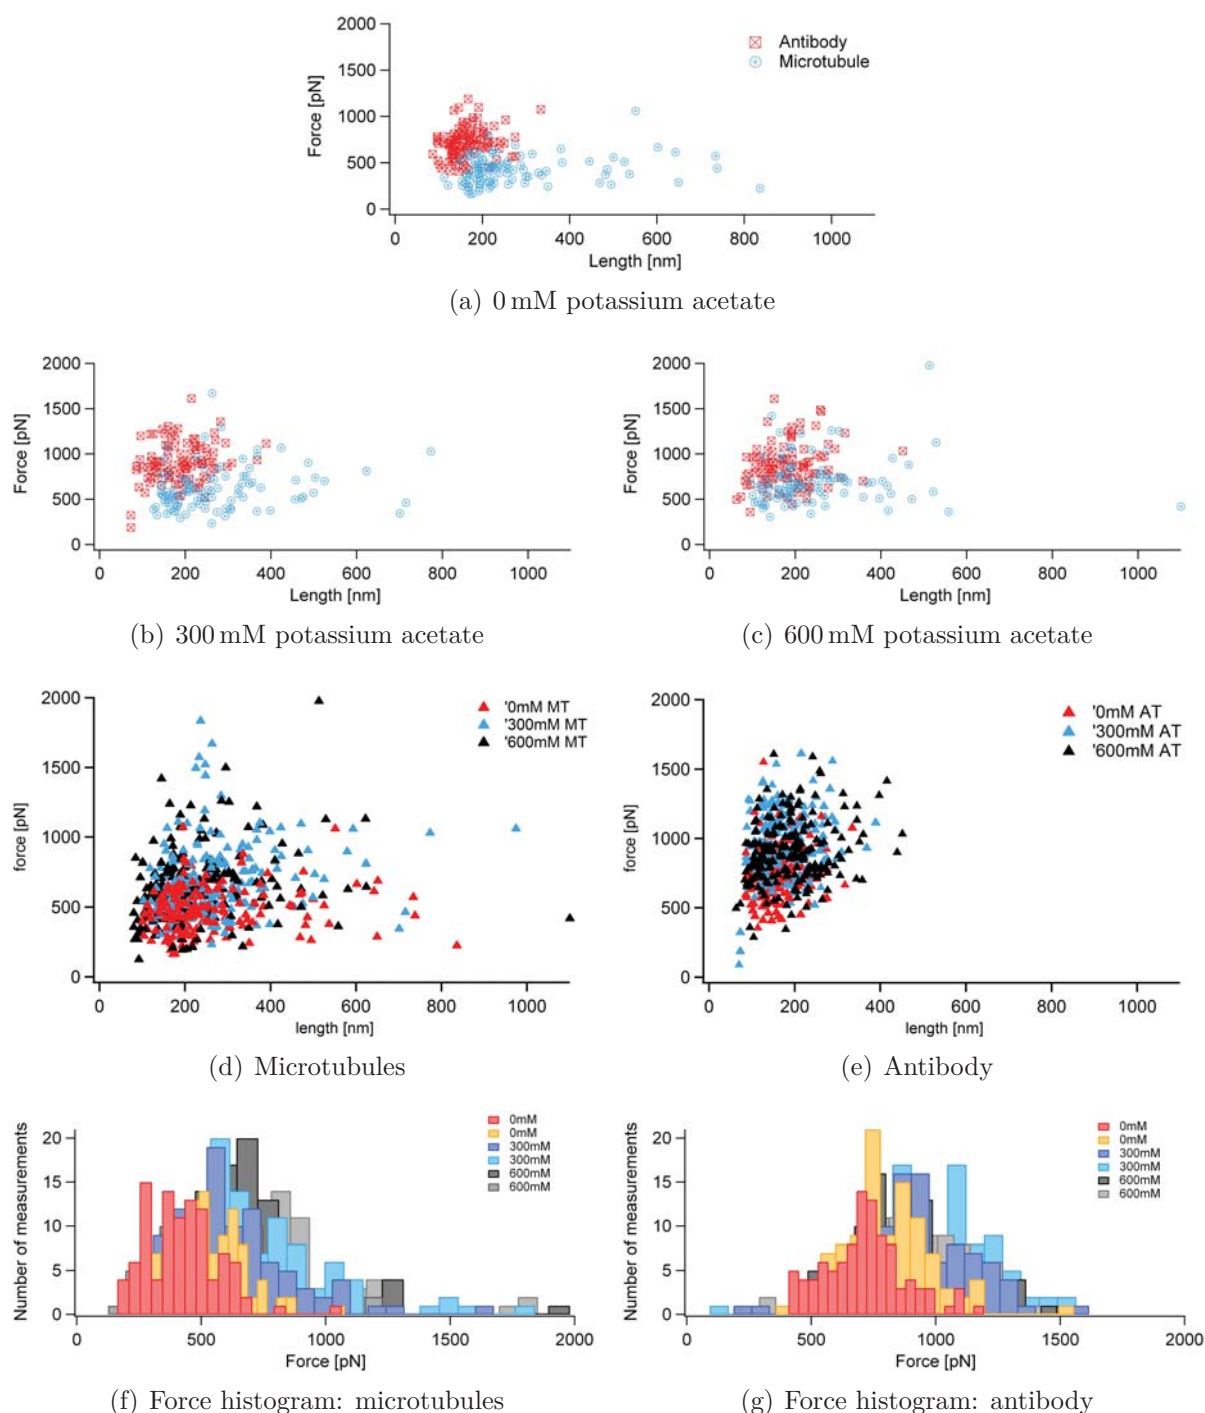 2000
1500
1000
500
0
Force [pN]
Antibody
Microtubule
0 200 400 600 800 1000
Length [nm]
(a) 0 mM potassium acetate
2000
1500
1000
500
0
Force [pN]
0 200 400 600 800 1000
Length [nm]
(b) 300 mM potassium acetate
2000
1500
1000
500
0
Force [pN]
0 200 400 600 800 1000
Length [nm]
(c) 600 mM potassium acetate
2000
1500
1000
500
0
force [pN]
'0mM MT
'300mM MT
'600mM MT
0 200 400 600 800 1000
length [nm]
(d) Microtubules
2000
1500
1000
500
0
force [pN]
'0mM AT
'300mM AT
'600mM AT
0 200 400 600 800 1000
length [nm]
(e) Antibody
20
15
10
5
0
Number of measurements
0mM
0mM
300mM
300mM
600mM
600mM
0 500 1000 1500 2000
Force [pN]
(f) Force histogram: microtubules
20
15
10
5
0
Number of measurements
0mM
0mM
300mM
300mM
600mM
600mM
0 500 1000 1500 2000
Force [pN]
(g) Force histogram: antibody